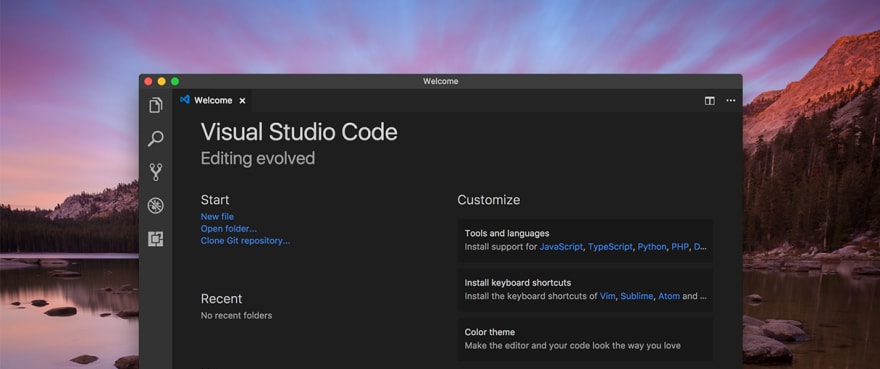 Welcome
Welcome
Visual Studio Code
Editing evolved
Start
New file
Open folder...
Clone Git repository...
Recent
No recent folders
Customize
Tools and languages
Install support for JavaScript, TypeScript, Python, PHP, D...
Install keyboard shortcuts
Install the keyboard shortcuts of Vim, Sublime, Atom and ...
Color theme
Make the editor and your code look the way you love